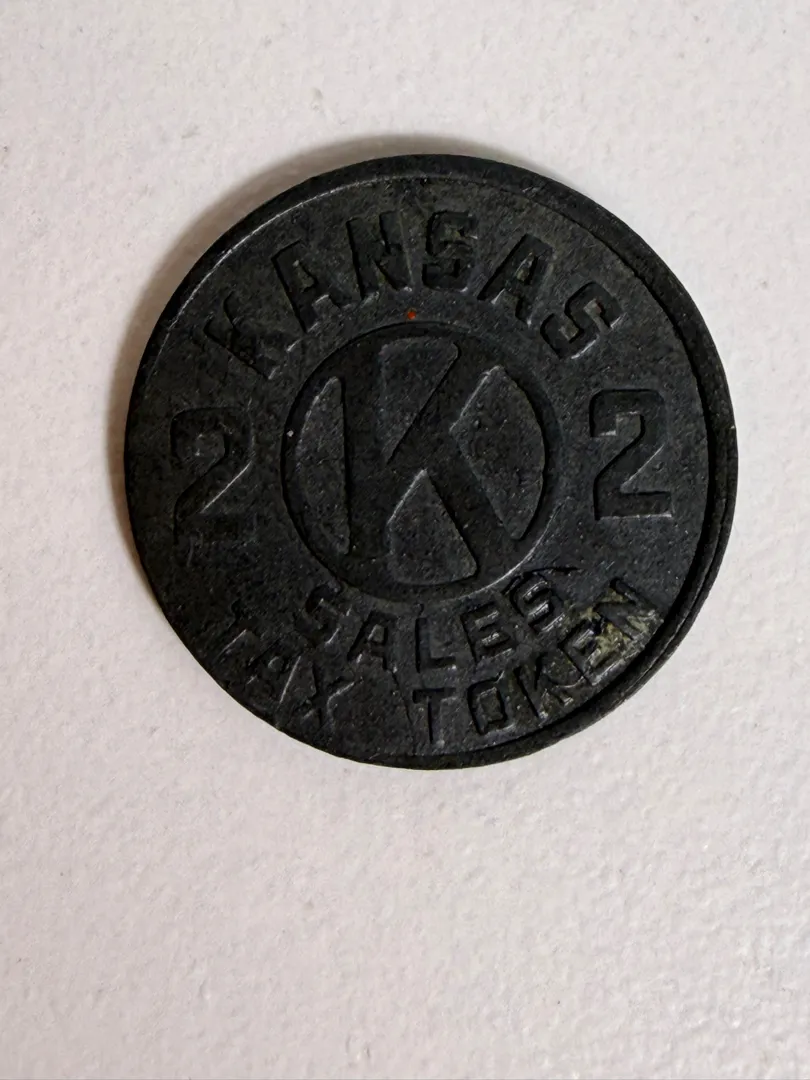 KANSAS
2 K 2
SALES
TAX TOKEN